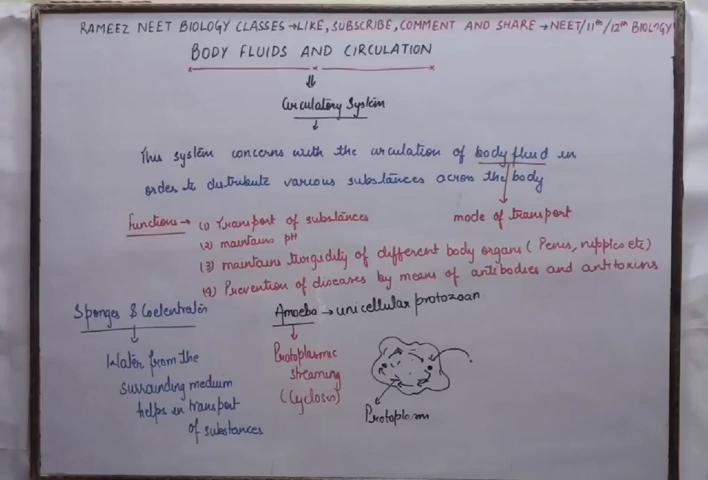 RAMEEZ NEET BIOLOGY CLASSES → LIKE, SUBSCRIBE, COMMENT AND SHARE → NEET/11th/12th BIOLOGY
BODY FLUIDS AND CIRCULATION
Circulatory System
This system concerns with the circulation of body fluid in
order to distribute various substances across the body
mode of transport
Functions → (1) Transport of substances
(2) maintains pH
(3) maintains turgidity of different body organs (Penis, nipples etc)
(4) Prevention of diseases by means of antibodies and antitoxins
Sponges & Coelentrates
Water from the
surrounding medium
helps in transport
of substances
Amoeba → unicellular protozoan
Protoplasmic
streaming
(Cyclosis)
Protoplasm